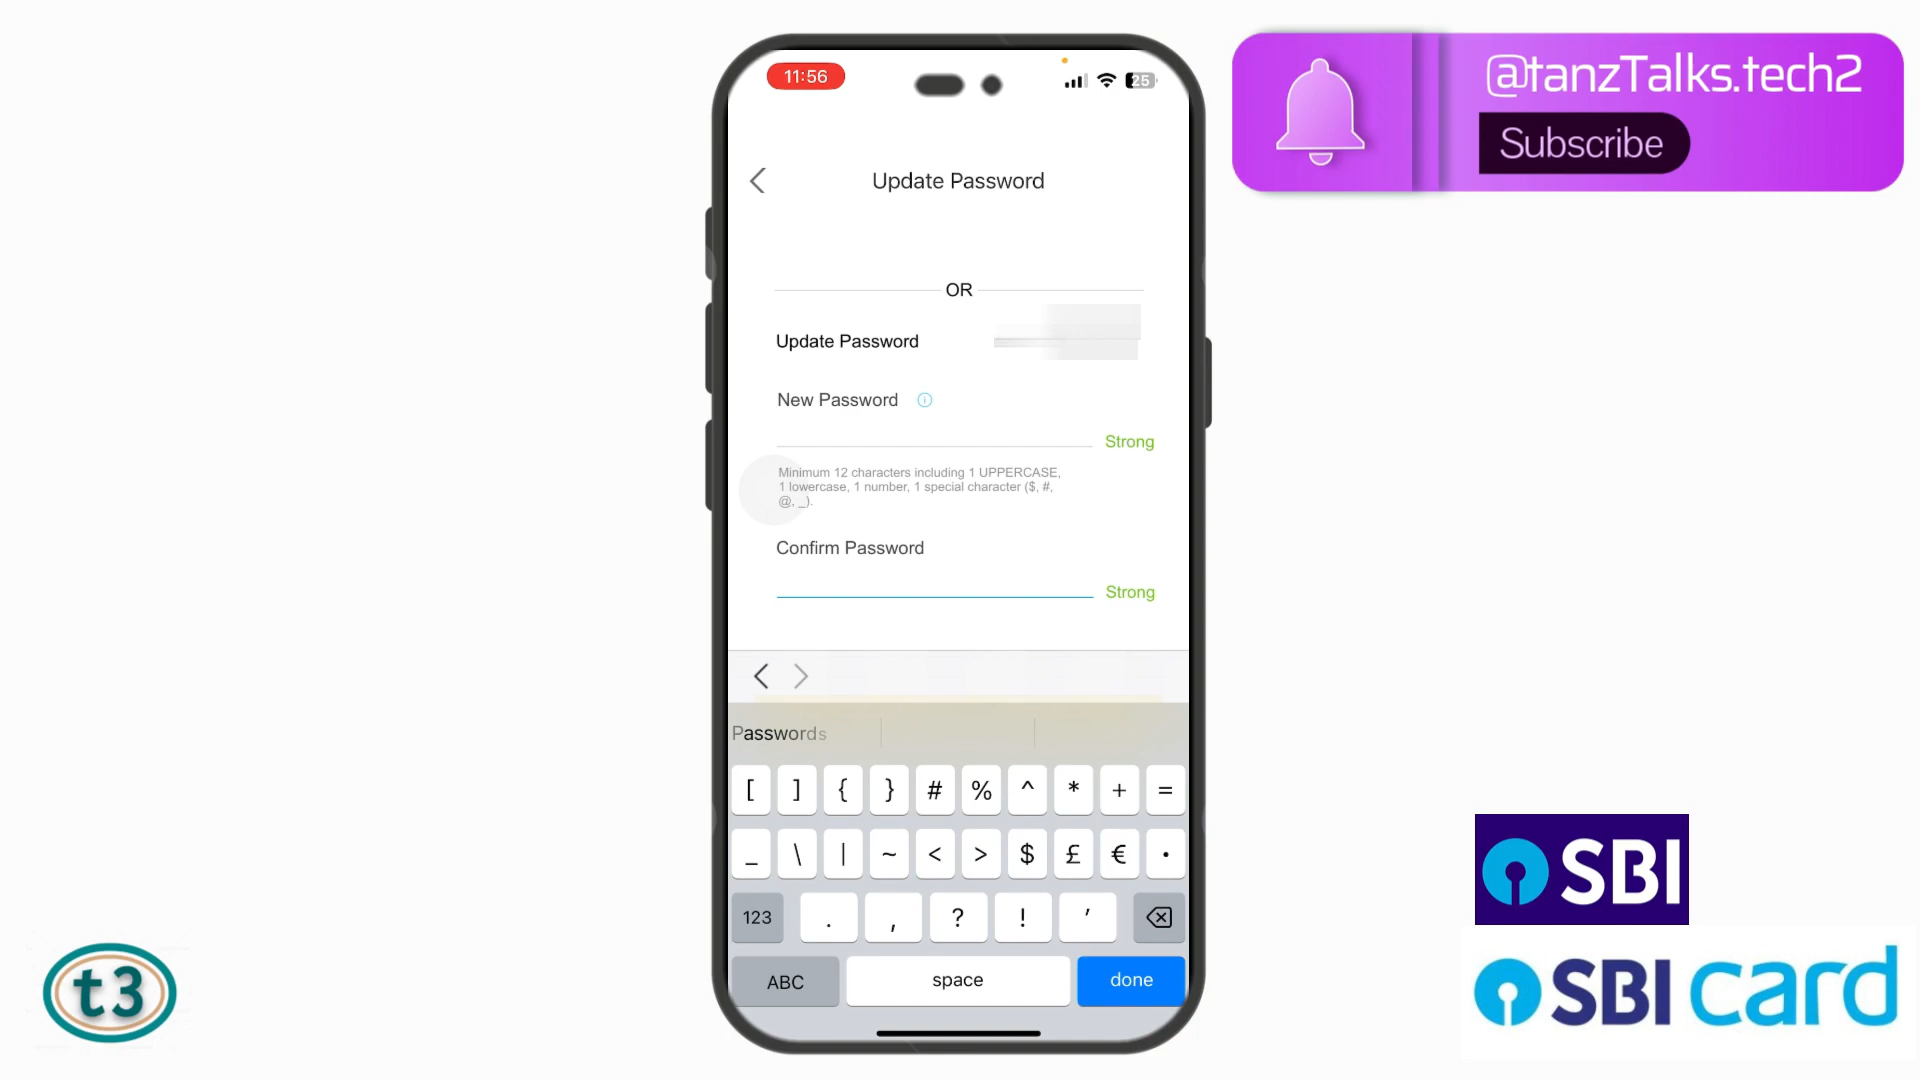 11:56
25
@tanzTalks.tech2
Subscribe
Update Password
OR
Update Password
New Password
Strong
Minimum 12 characters including 1 UPPERCASE,
1 lowercase, 1 number, 1 special character ($, #,
@, _).
Confirm Password
Strong
Passwords
[ ] { } # % ^ * + =
_ \ | ~ < > $ £ € •
123 . , ? ! ’
ABC space done
SBI
SBI card
t3